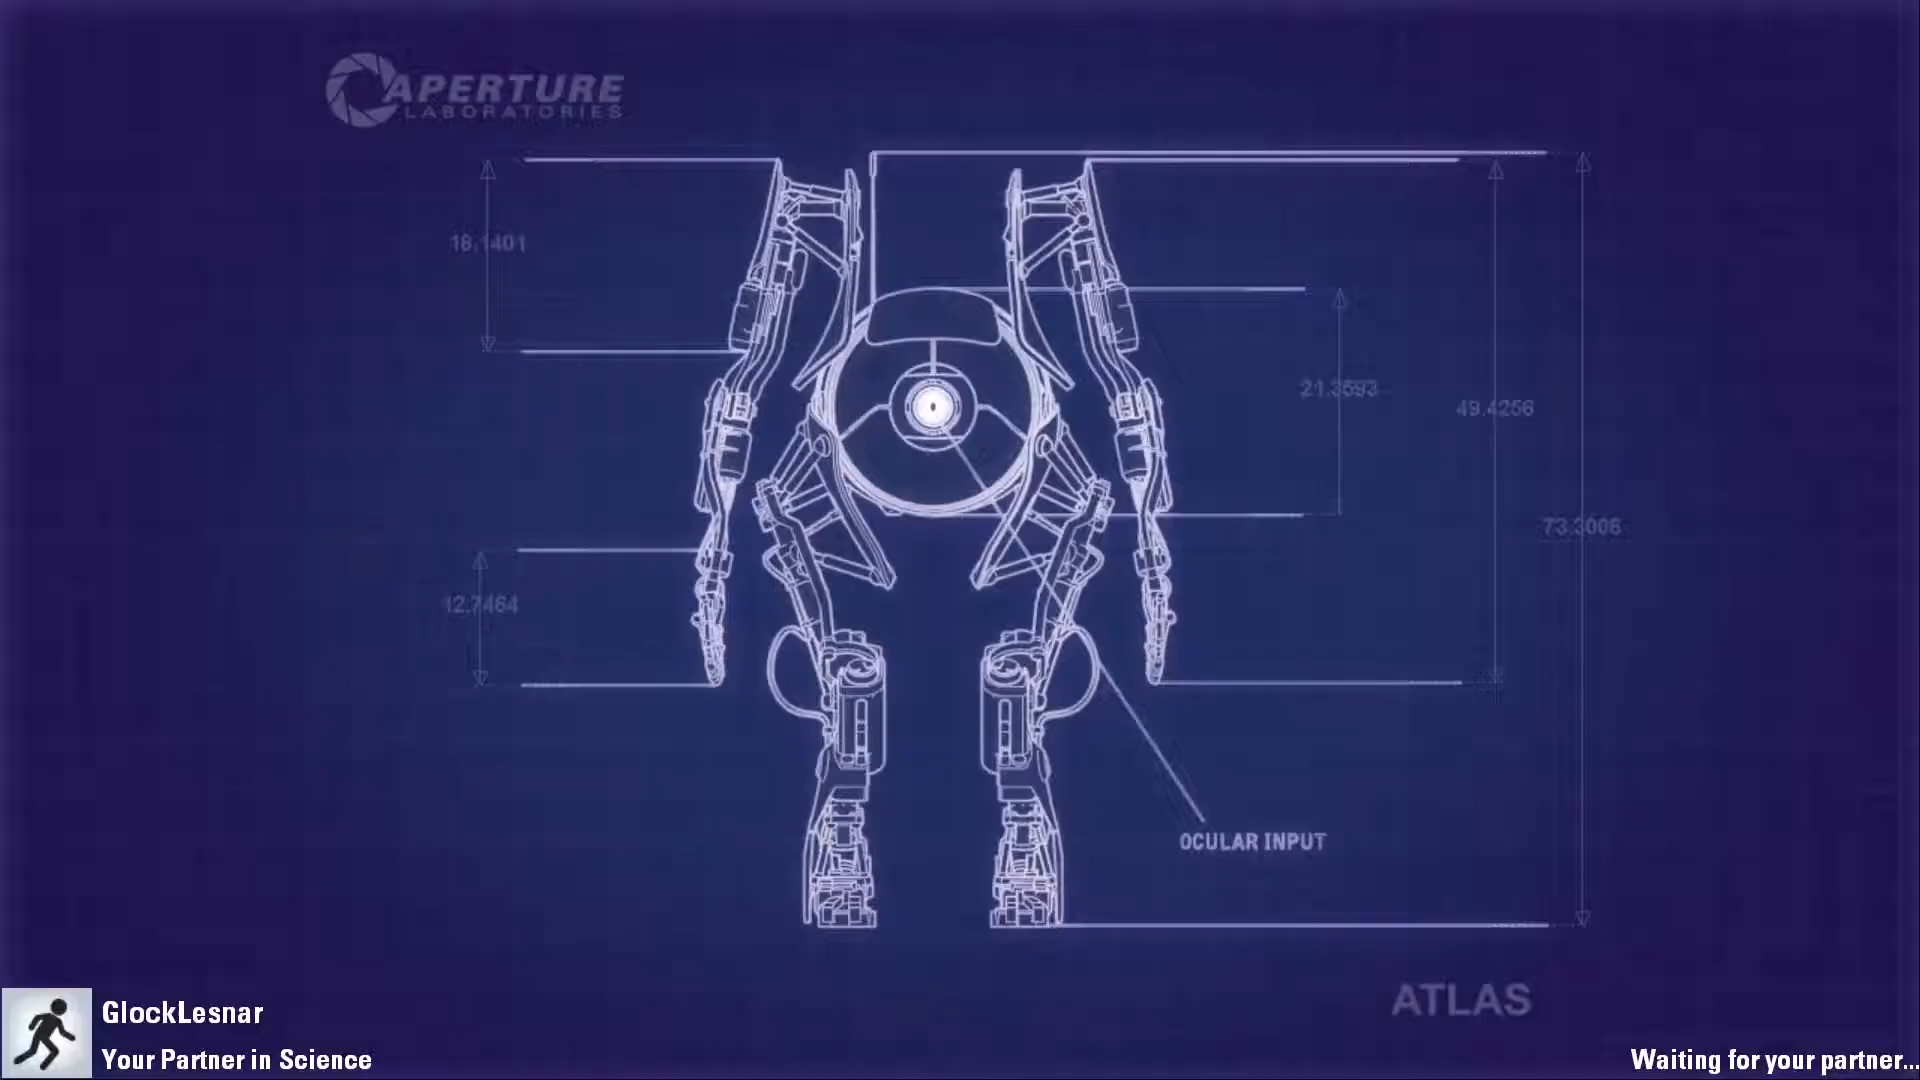 APERTURE
LABORATORIES
18.1401
21.3593
49.4256
73.3006
12.7464
OCULAR INPUT
ATLAS
GlockLesnar
Your Partner in Science
Waiting for your partner...